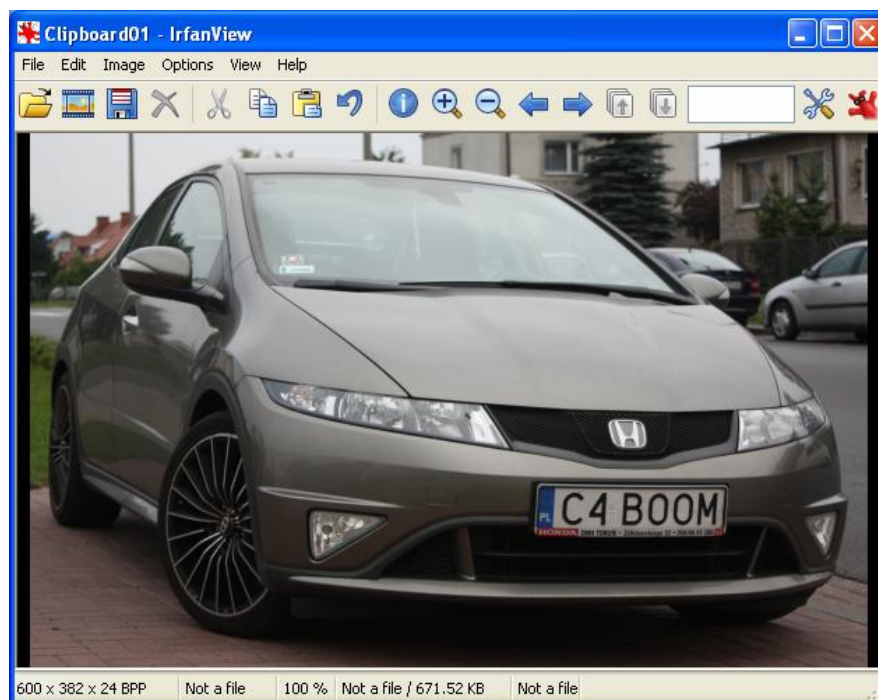 Clipboard01 - IrfanView
File Edit Image Options View Help
C4 BOOM
PL
HONDA
600 x 382 x 24 BPP Not a file 100 % Not a file / 671.52 KB Not a file